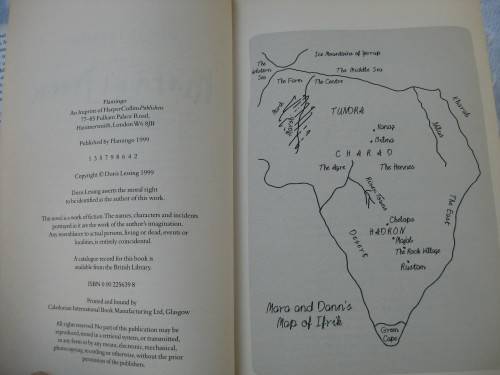 Flamingo
An Imprint of HarperCollinsPublishers
77–85 Fulham Palace Road,
Hammersmith, London W6 8JB
Published by Flamingo 1999
1 3 5 7 9 8 6 4 2
Copyright © Doris Lessing 1999
Doris Lessing asserts the moral right
to be identified as the author of this work.
This novel is a work of fiction. The names, characters and incidents
portrayed in it are the work of the author's imagination.
Any resemblance to actual persons, living or dead, events or
localities, is entirely coincidental.
A catalogue record for this book is
available from the British Library.
ISBN 0 00 225639 8
Printed and bound by
Caledonian International Book Manufacturing Ltd, Glasgow
All rights reserved. No part of this publication may be
reproduced, stored in a retrieval system, or transmitted,
in any form or by any means, electronic, mechanical,
photocopying, recording or otherwise, without the prior
permission of the publishers.
Ice Mountains of Yerrup
The
Western
Sea
The Middle Sea
The Farm
The Centre
TUNDRA
Marsh
Kharab
Kanap
CHARAD
The Agre
The Hennes
River Towns
The East
Chelops
HADRON
Majab
The Rock Village
Rustam
Desert
Mara and Dann's
Map of Ifrik
Green
Cape